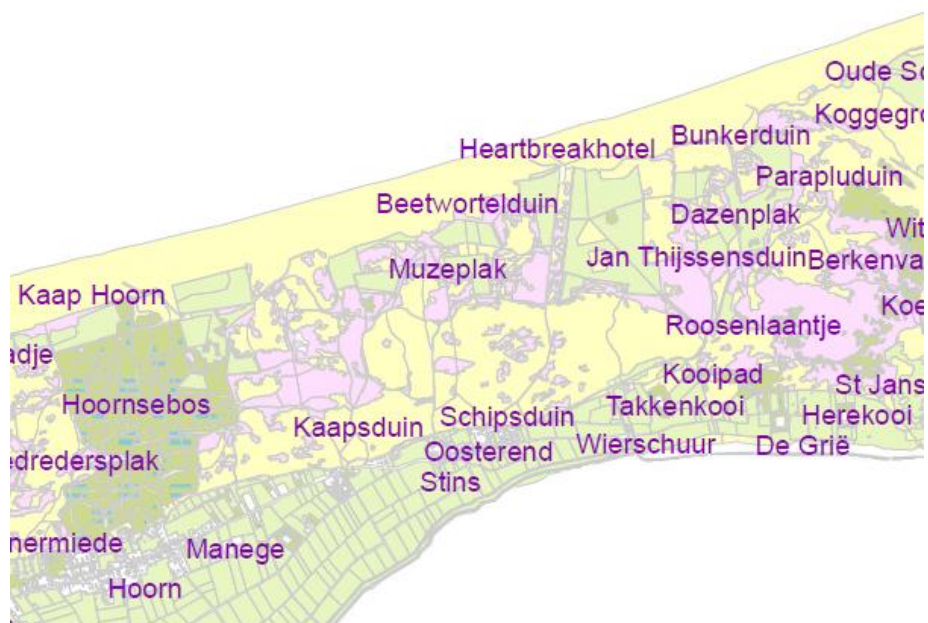 Oude Sc
Koggegro
Bunkerduin
Heartbreakhotel
Parapluduin
Beetwortelduin
Dazenplak
Wit
Jan Thijssensduin
Berkenva
Muzeplak
Kaap Hoorn
Koe
Roosenlaantje
adje
Kooipad
St Jans
Hoornsebos
Takkenkooi
Herekooi
Schipsduin
Kaapsduin
Wierschuur
De Grië
Oosterend
edredersplak
Stins
nermiede
Manege
Hoorn